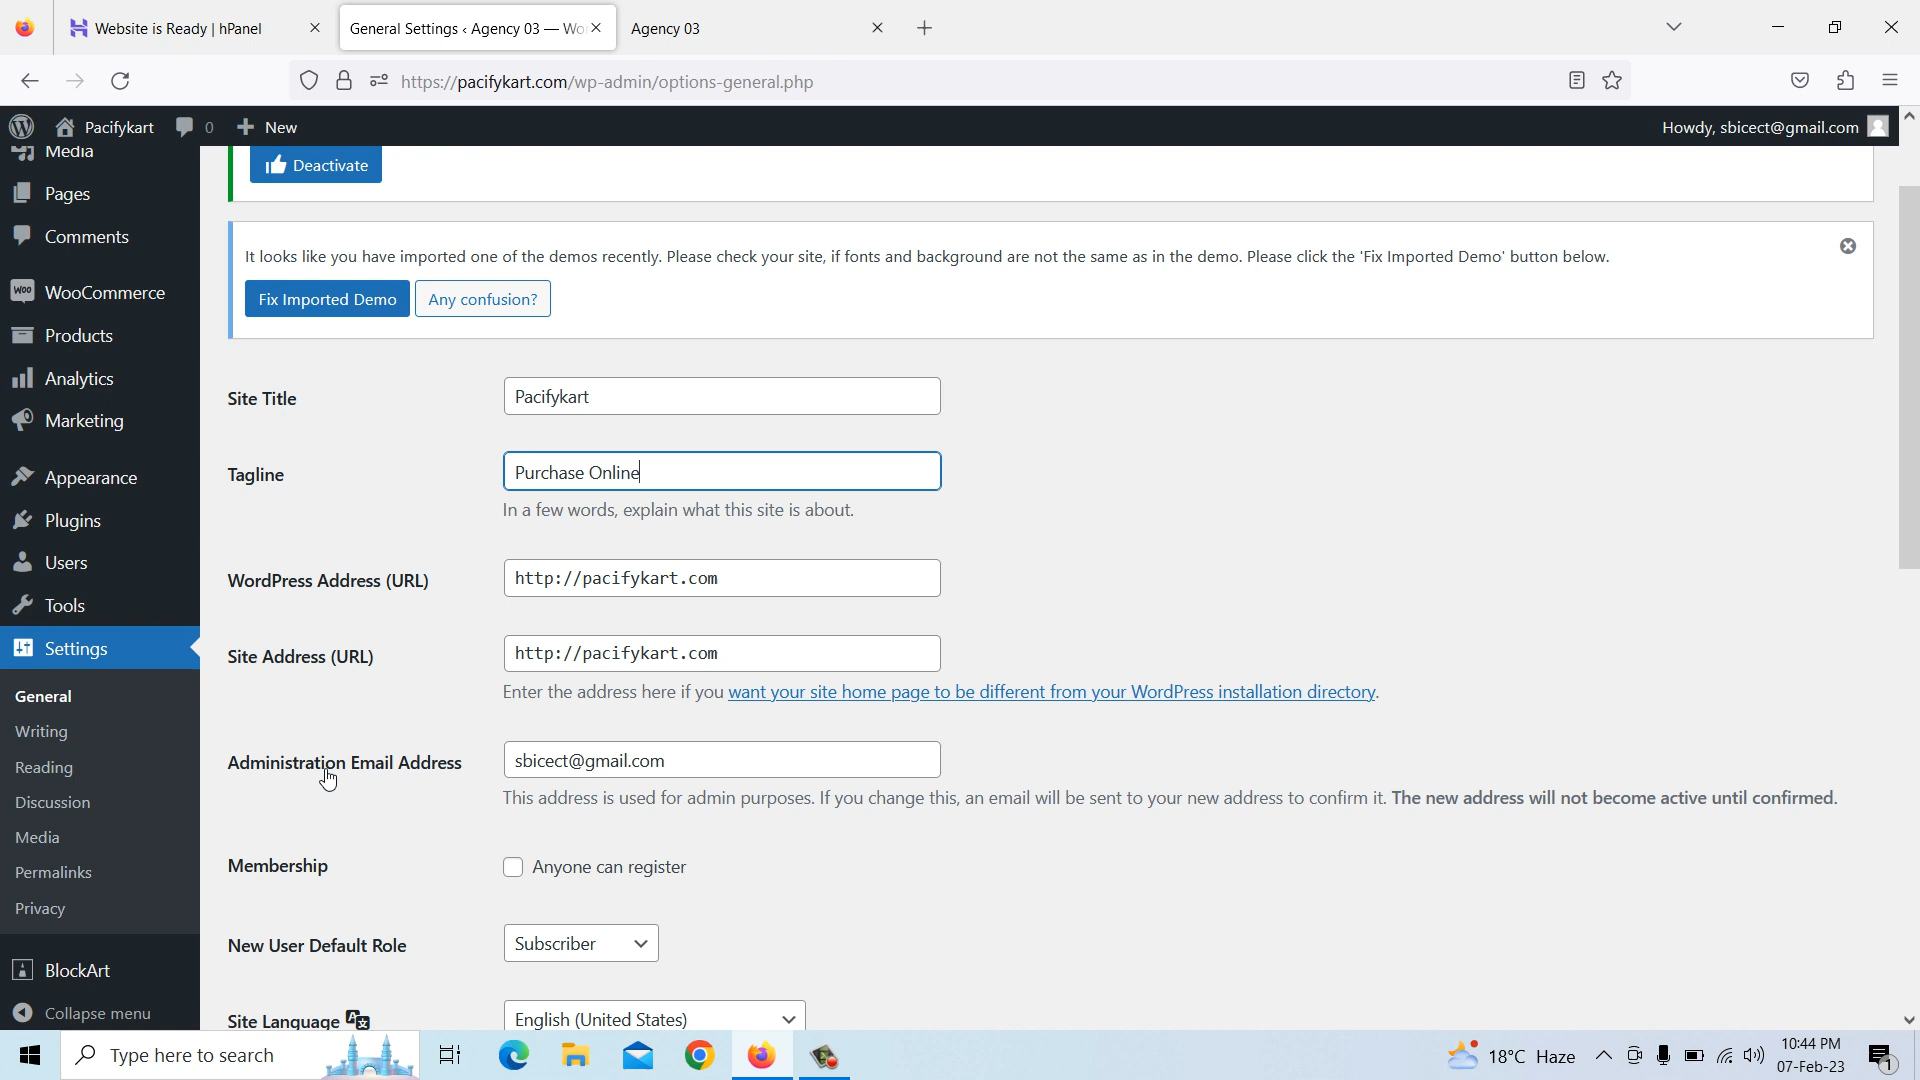 Website is Ready | hPanel
General Settings ‹ Agency 03 — Wo
Agency 03
https://pacifykart.com/wp-admin/options-general.php
Pacifykart
0
New
Howdy, sbicect@gmail.com
Media
Pages
Comments
WooCommerce
Products
Analytics
Marketing
Appearance
Plugins
Users
Tools
Settings
General
Writing
Reading
Discussion
Media
Permalinks
Privacy
BlockArt
Collapse menu
Deactivate
It looks like you have imported one of the demos recently. Please check your site, if fonts and background are not the same as in the demo. Please click the 'Fix Imported Demo' button below.
Fix Imported Demo
Any confusion?
Site Title
Pacifykart
Tagline
Purchase Online
In a few words, explain what this site is about.
WordPress Address (URL)
http://pacifykart.com
Site Address (URL)
http://pacifykart.com
Enter the address here if you want your site home page to be different from your WordPress installation directory.
Administration Email Address
sbicect@gmail.com
This address is used for admin purposes. If you change this, an email will be sent to your new address to confirm it. The new address will not become active until confirmed.
Membership
Anyone can register
New User Default Role
Subscriber
Site Language
English (United States)
Type here to search
18°C Haze
10:44 PM
07-Feb-23
1